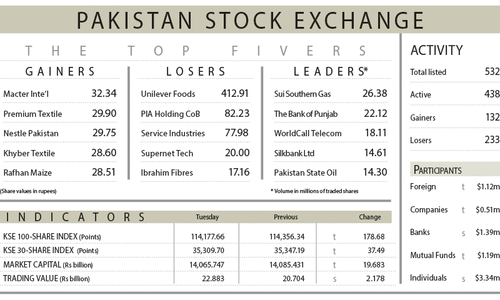 PAKISTAN STOCK EXCHANGE
THE TOP FIVERS
GAINERS
Macter Inte'l 32.34
Premium Textile 29.90
Nestle Pakistan 29.75
Khyber Textile 28.60
Rafhan Maize 28.51
(Share values in rupees)
LOSERS
Unilever Foods 412.91
PIA Holding CoB 82.23
Service Industries 77.98
Supernet Tech 20.00
Ibrahim Fibres 17.16
LEADERS*
Sui Southern Gas 26.38
The Bank of Punjab 22.12
WorldCall Telecom 18.11
Silkbank Ltd 14.61
Pakistan State Oil 14.30
* Volume in millions of traded shares
ACTIVITY
Total listed 532
Active 438
Gainers 132
Losers 233
PARTICIPANTS
Foreign t $1.12m
Companies t $0.51m
Banks s $1.39m
Mutual Funds t $1.19m
Individuals s $3.34m
INDICATORS Tuesday Previous Change
KSE 100-SHARE INDEX (Points) 114,177.66 114,356.34 t 178.68
KSE 30-SHARE INDEX (Points) 35,309.70 35,347.19 t 37.49
MARKET CAPITAL (Rs billion) 14,065.747 14,085.431 t 19.683
TRADING VALUE (Rs billion) 22.883 20.704 s 2.178